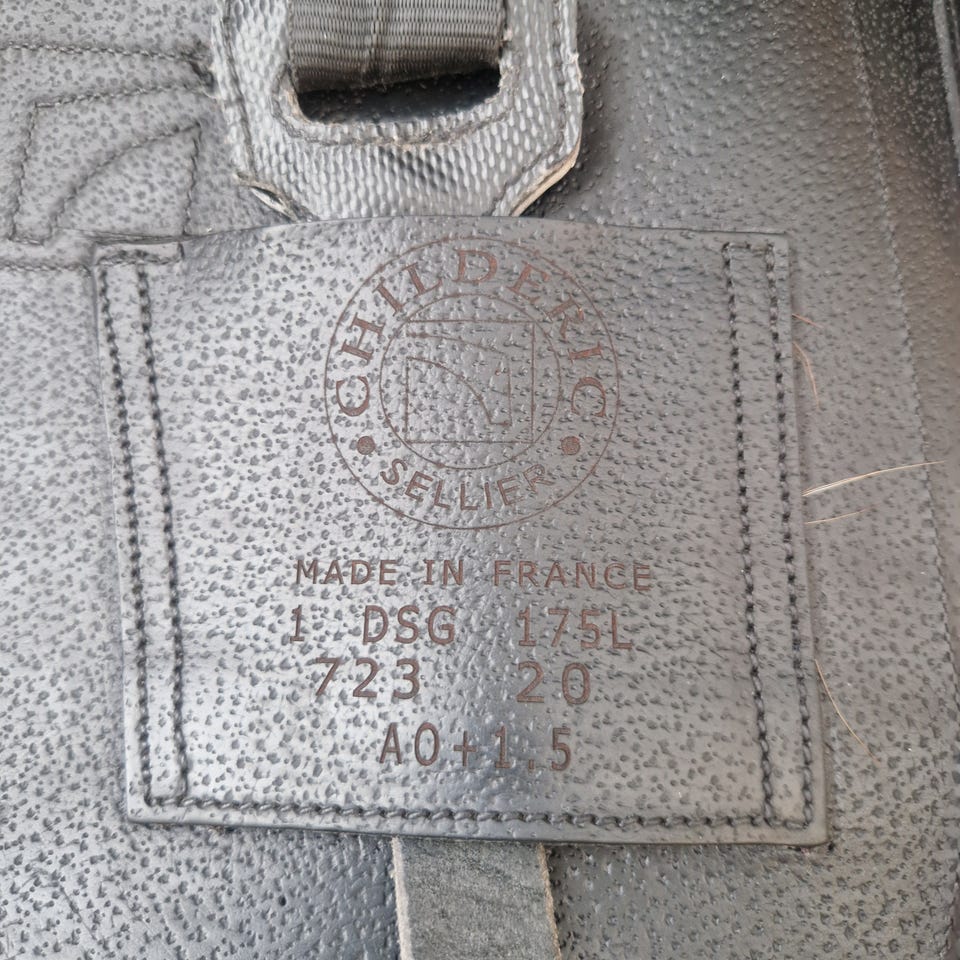 CHILDERIC
SELLIER
MADE IN FRANCE
1 DSG 175L
723 20
A0+1.5